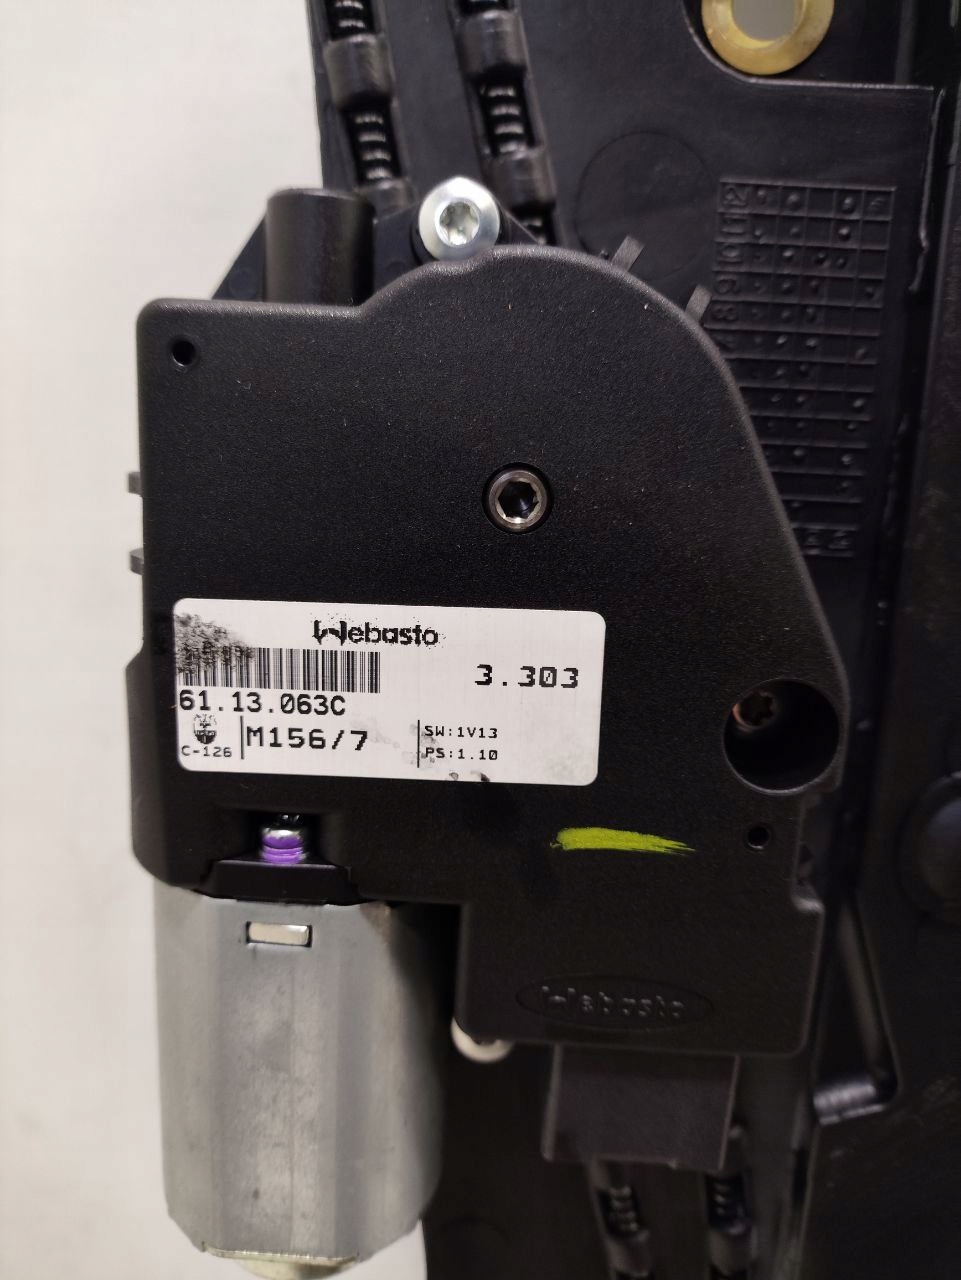 Webasto
3.303
61.13.063C
C-126
M156/7
SW:1V13
PS:1.10
Webasto